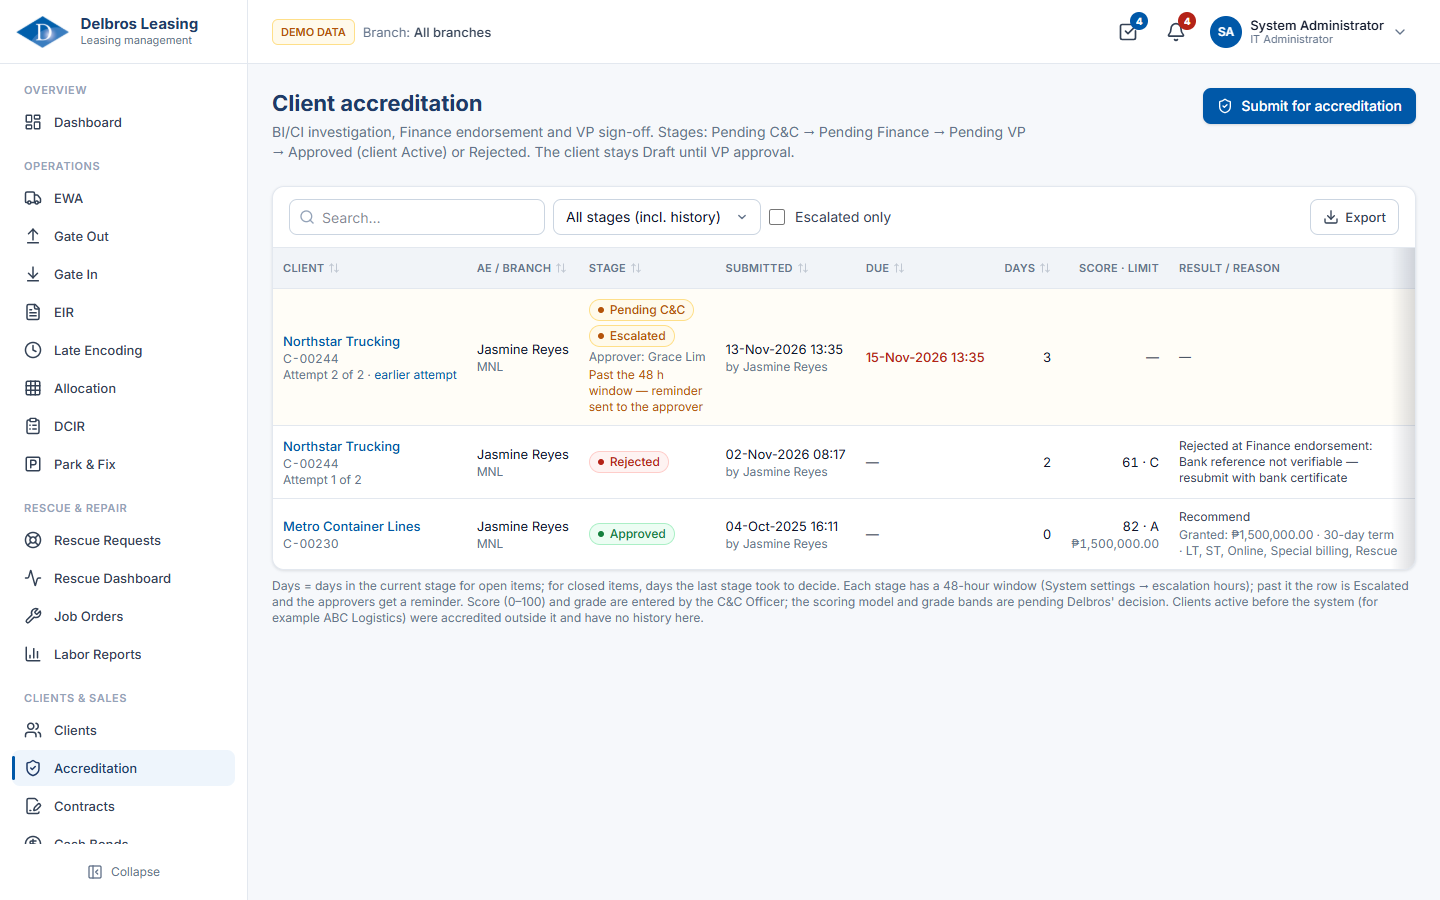 Delbros Leasing
Leasing management
DEMO DATA
Branch: All branches
4
4
SA
System Administrator
IT Administrator
OVERVIEW
Dashboard
OPERATIONS
EWA
Gate Out
Gate In
EIR
Late Encoding
Allocation
DCIR
Park & Fix
RESCUE & REPAIR
Rescue Requests
Rescue Dashboard
Job Orders
Labor Reports
CLIENTS & SALES
Clients
Accreditation
Contracts
Cash Bonds
Collapse
Client accreditation
BI/CI investigation, Finance endorsement and VP sign-off. Stages: Pending C&C → Pending Finance → Pending VP
→ Approved (client Active) or Rejected. The client stays Draft until VP approval.
Submit for accreditation
Search...
All stages (incl. history)
Escalated only
Export
CLIENT AE / BRANCH STAGE SUBMITTED DUE DAYS SCORE · LIMIT RESULT / REASON
Northstar Trucking
C-00244
Attempt 2 of 2 · earlier attempt
Jasmine Reyes
MNL
Pending C&C
Escalated
Approver: Grace Lim
Past the 48 h
window — reminder
sent to the approver
13-Nov-2026 13:35
by Jasmine Reyes
15-Nov-2026 13:35
3
—
—
Northstar Trucking
C-00244
Attempt 1 of 2
Jasmine Reyes
MNL
Rejected
02-Nov-2026 08:17
by Jasmine Reyes
—
2
61 · C
Rejected at Finance endorsement:
Bank reference not verifiable —
resubmit with bank certificate
Metro Container Lines
C-00230
Jasmine Reyes
MNL
Approved
04-Oct-2025 16:11
by Jasmine Reyes
—
0
82 · A
₱1,500,000.00
Recommend
Granted: ₱1,500,000.00 · 30-day term
· LT, ST, Online, Special billing, Rescue
Days = days in the current stage for open items; for closed items, days the last stage took to decide. Each stage has a 48-hour window (System settings → escalation hours); past it the row is Escalated
and the approvers get a reminder. Score (0–100) and grade are entered by the C&C Officer; the scoring model and grade bands are pending Delbros' decision. Clients active before the system (for
example ABC Logistics) were accredited outside it and have no history here.